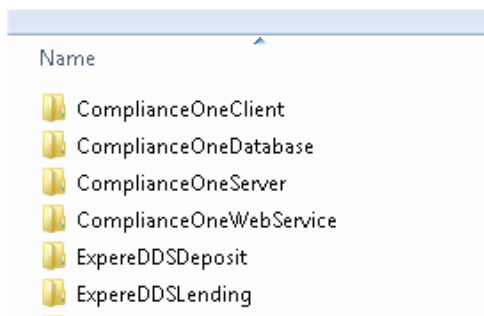 Name
ComplianceOneClient
ComplianceOneDatabase
ComplianceOneServer
ComplianceOneWebService
ExpereDDSDeposit
ExpereDDSLending